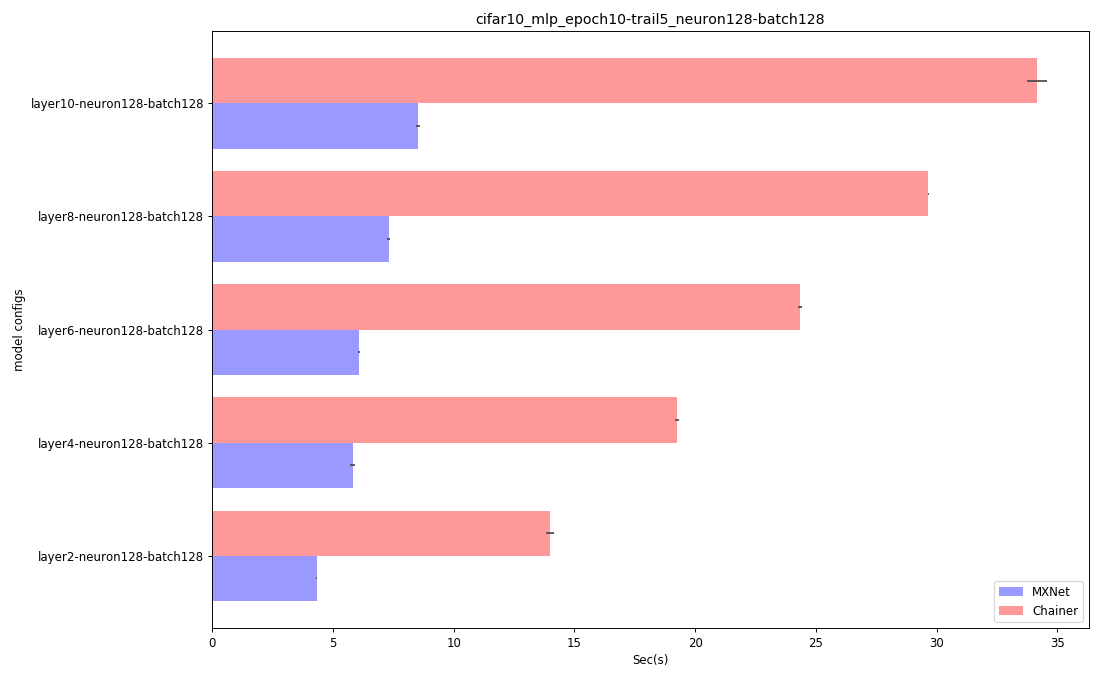 cifar10_mlp_epoch10-trail5_neuron128-batch128
layer10-neuron128-batch128
layer8-neuron128-batch128
layer6-neuron128-batch128
layer4-neuron128-batch128
layer2-neuron128-batch128
model configs
MXNet
Chainer
0 5 10 15 20 25 30 35
Sec(s)